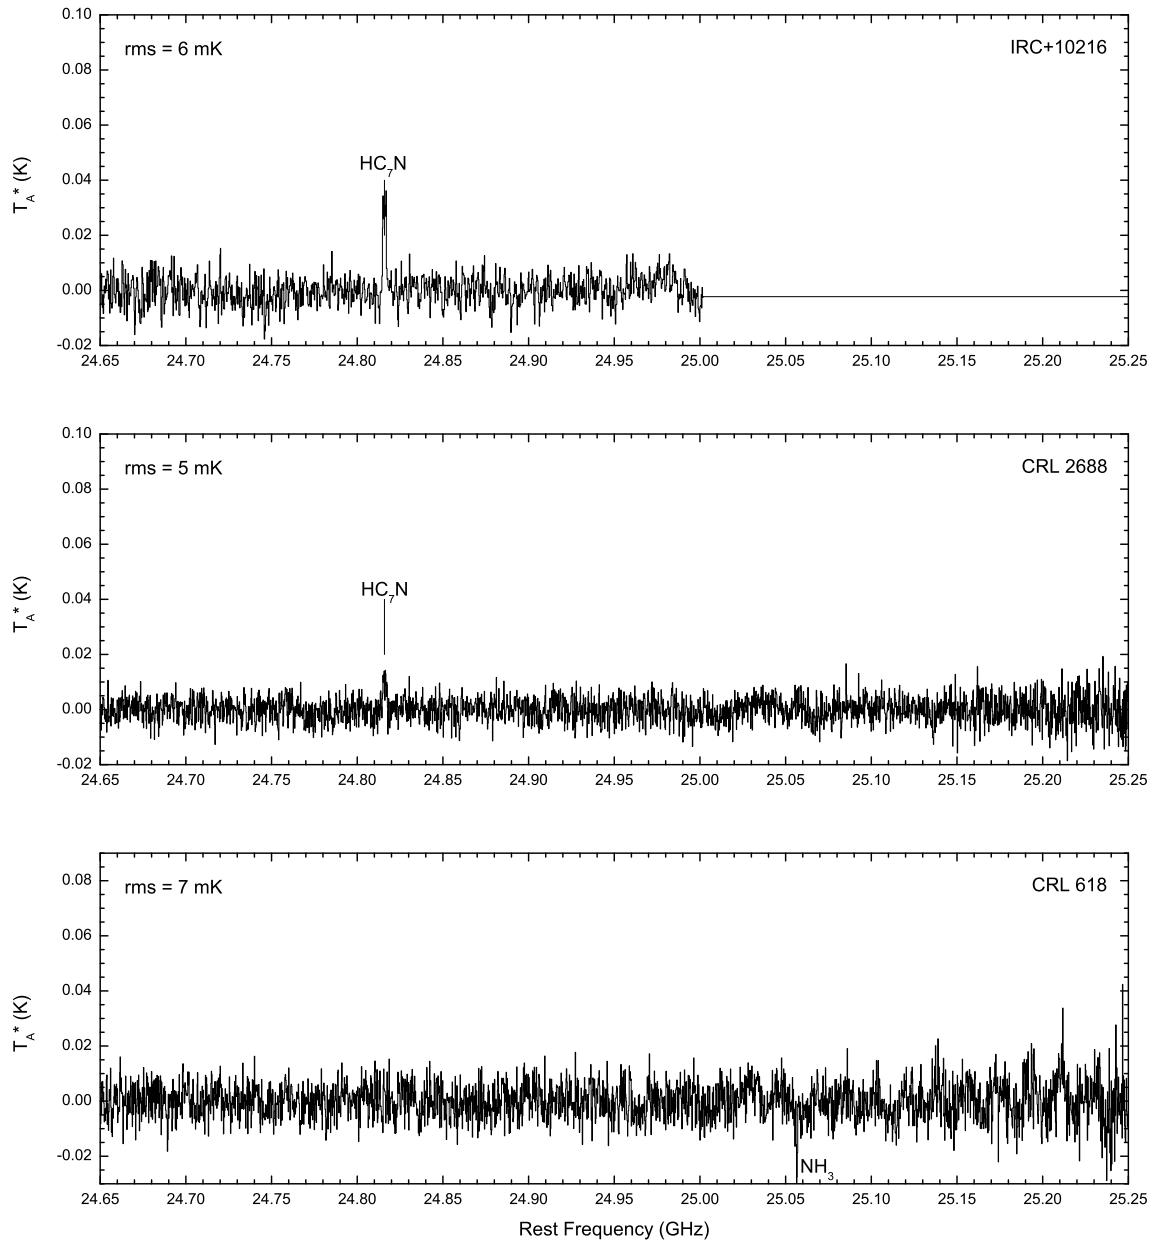 rms = 6 mK
IRC+10216
HC₇N
T_A* (K)
0.10
0.08
0.06
0.04
0.02
0.00
-0.02
24.65 24.70 24.75 24.80 24.85 24.90 24.95 25.00 25.05 25.10 25.15 25.20 25.25
rms = 5 mK
CRL 2688
HC₇N
T_A* (K)
0.10
0.08
0.06
0.04
0.02
0.00
-0.02
24.65 24.70 24.75 24.80 24.85 24.90 24.95 25.00 25.05 25.10 25.15 25.20 25.25
rms = 7 mK
CRL 618
T_A* (K)
0.08
0.06
0.04
0.02
0.00
-0.02
NH₃
24.65 24.70 24.75 24.80 24.85 24.90 24.95 25.00 25.05 25.10 25.15 25.20 25.25
Rest Frequency (GHz)